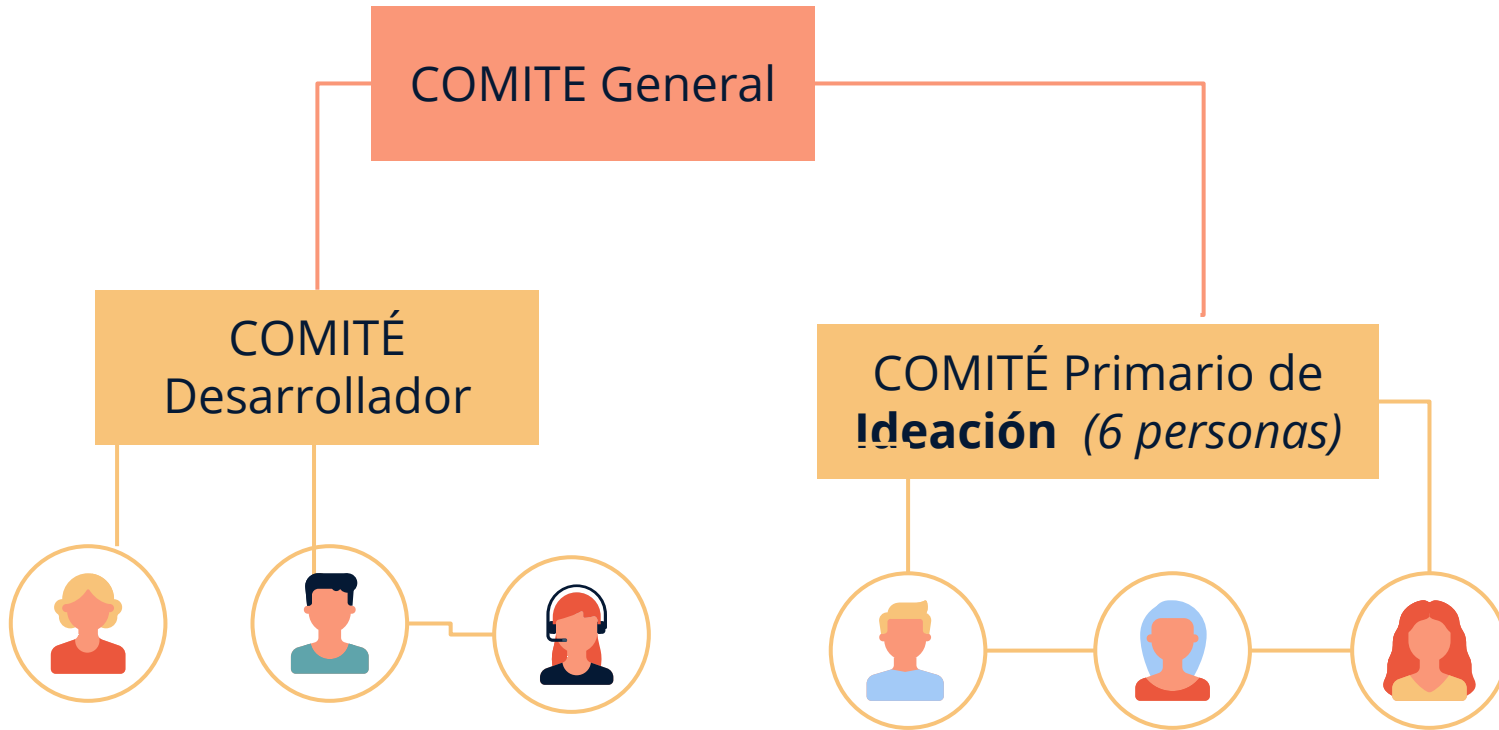 COMITE General
COMITÉ
Desarrollador
COMITÉ Primario de
Ideación (6 personas)